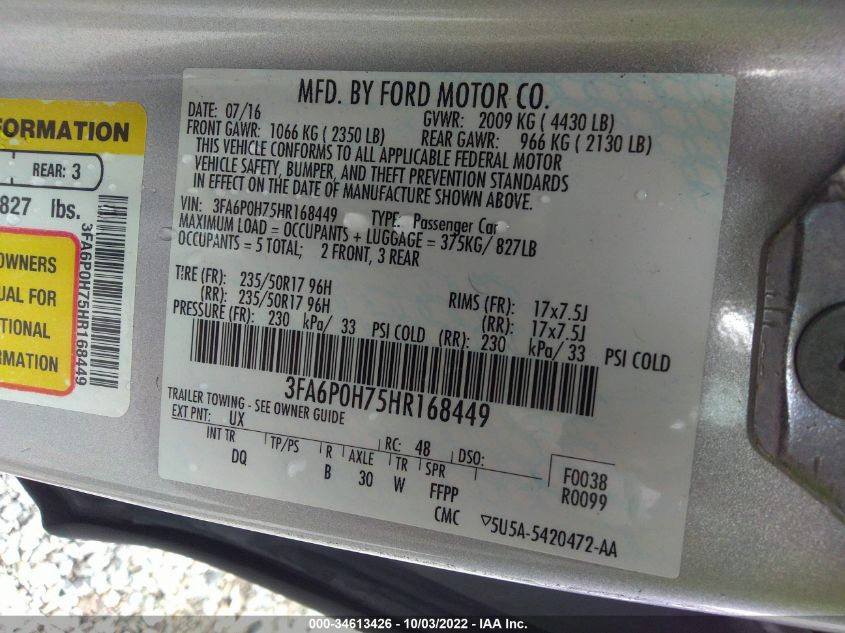 FORMATION
REAR: 3
827 lbs.
OWNERS
UAL FOR
TIONAL
RMATION
3FA6P0H75HR168449
MFD. BY FORD MOTOR CO.
DATE: 07/16 GVWR: 2009 KG ( 4430 LB)
FRONT GAWR: 1066 KG ( 2350 LB) REAR GAWR: 966 KG ( 2130 LB)
THIS VEHICLE CONFORMS TO ALL APPLICABLE FEDERAL MOTOR
VEHICLE SAFETY, BUMPER, AND THEFT PREVENTION STANDARDS
IN EFFECT ON THE DATE OF MANUFACTURE SHOWN ABOVE.
VIN: 3FA6P0H75HR168449 TYPE: Passenger Car
MAXIMUM LOAD = OCCUPANTS + LUGGAGE = 375KG/ 827LB
OCCUPANTS = 5 TOTAL; 2 FRONT, 3 REAR
TIRE (FR): 235/50R17 96H RIMS (FR): 17x7.5J
(RR): 235/50R17 96H (RR): 17x7.5J
PRESSURE (FR): 230 kPa/ 33 PSI COLD (RR): 230 kPa/ 33 PSI COLD
3FA6P0H75HR168449
TRAILER TOWING - SEE OWNER GUIDE
EXT PNT: UX RC: 48 DSO:
INT TR TP/PS R AXLE TR SPR F0038
DQ B 30 W FFPP R0099
CMC ▽5U5A-5420472-AA
000-34613426 - 10/03/2022 - IAA Inc.